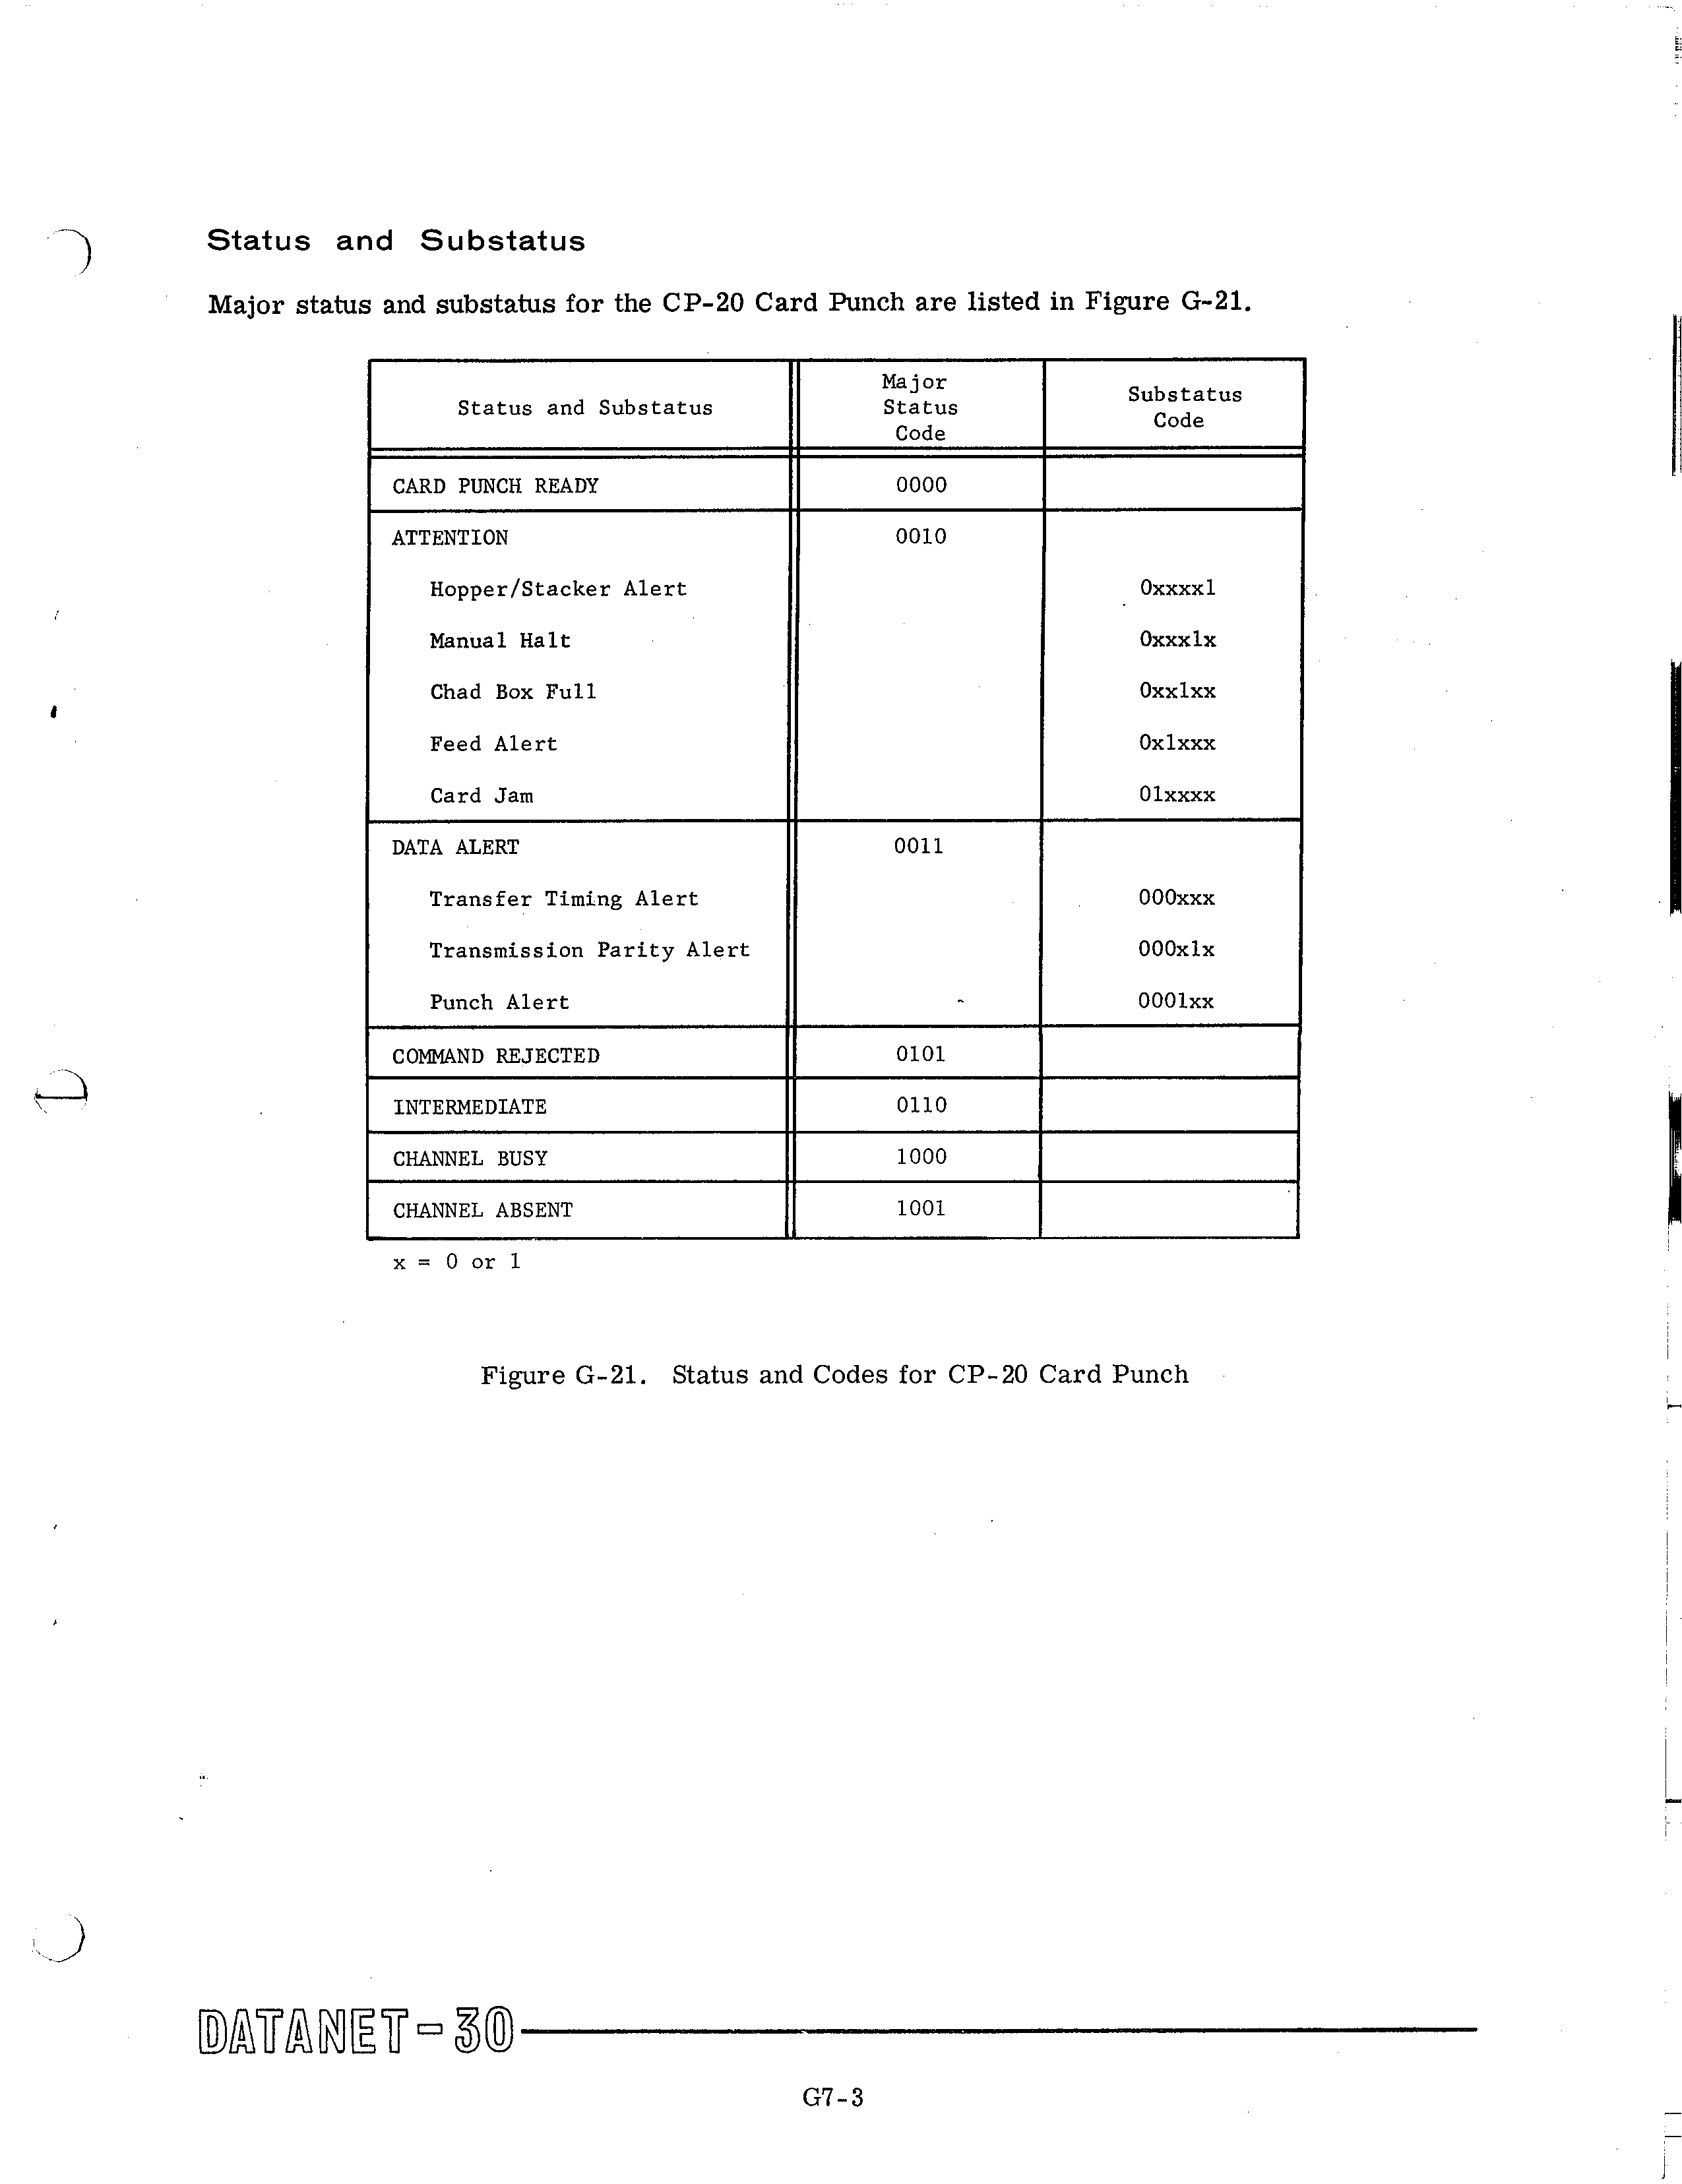 Status and Substatus
Major status and substatus for the CP-20 Card Punch are listed in Figure G-21.
Status and Substatus
Major
Status
Code
Substatus
Code
CARD PUNCH READY 0000
ATTENTION 0010
Hopper/Stacker Alert 0xxxx1
Manual Halt 0xxx1x
Chad Box Full 0xx1xx
Feed Alert 0x1xxx
Card Jam 01xxxx
DATA ALERT 0011
Transfer Timing Alert 000xxx
Transmission Parity Alert 000x1x
Punch Alert 0001xx
COMMAND REJECTED 0101
INTERMEDIATE 0110
CHANNEL BUSY 1000
CHANNEL ABSENT 1001
x = 0 or 1
Figure G-21. Status and Codes for CP-20 Card Punch
DATANET-30
G7-3